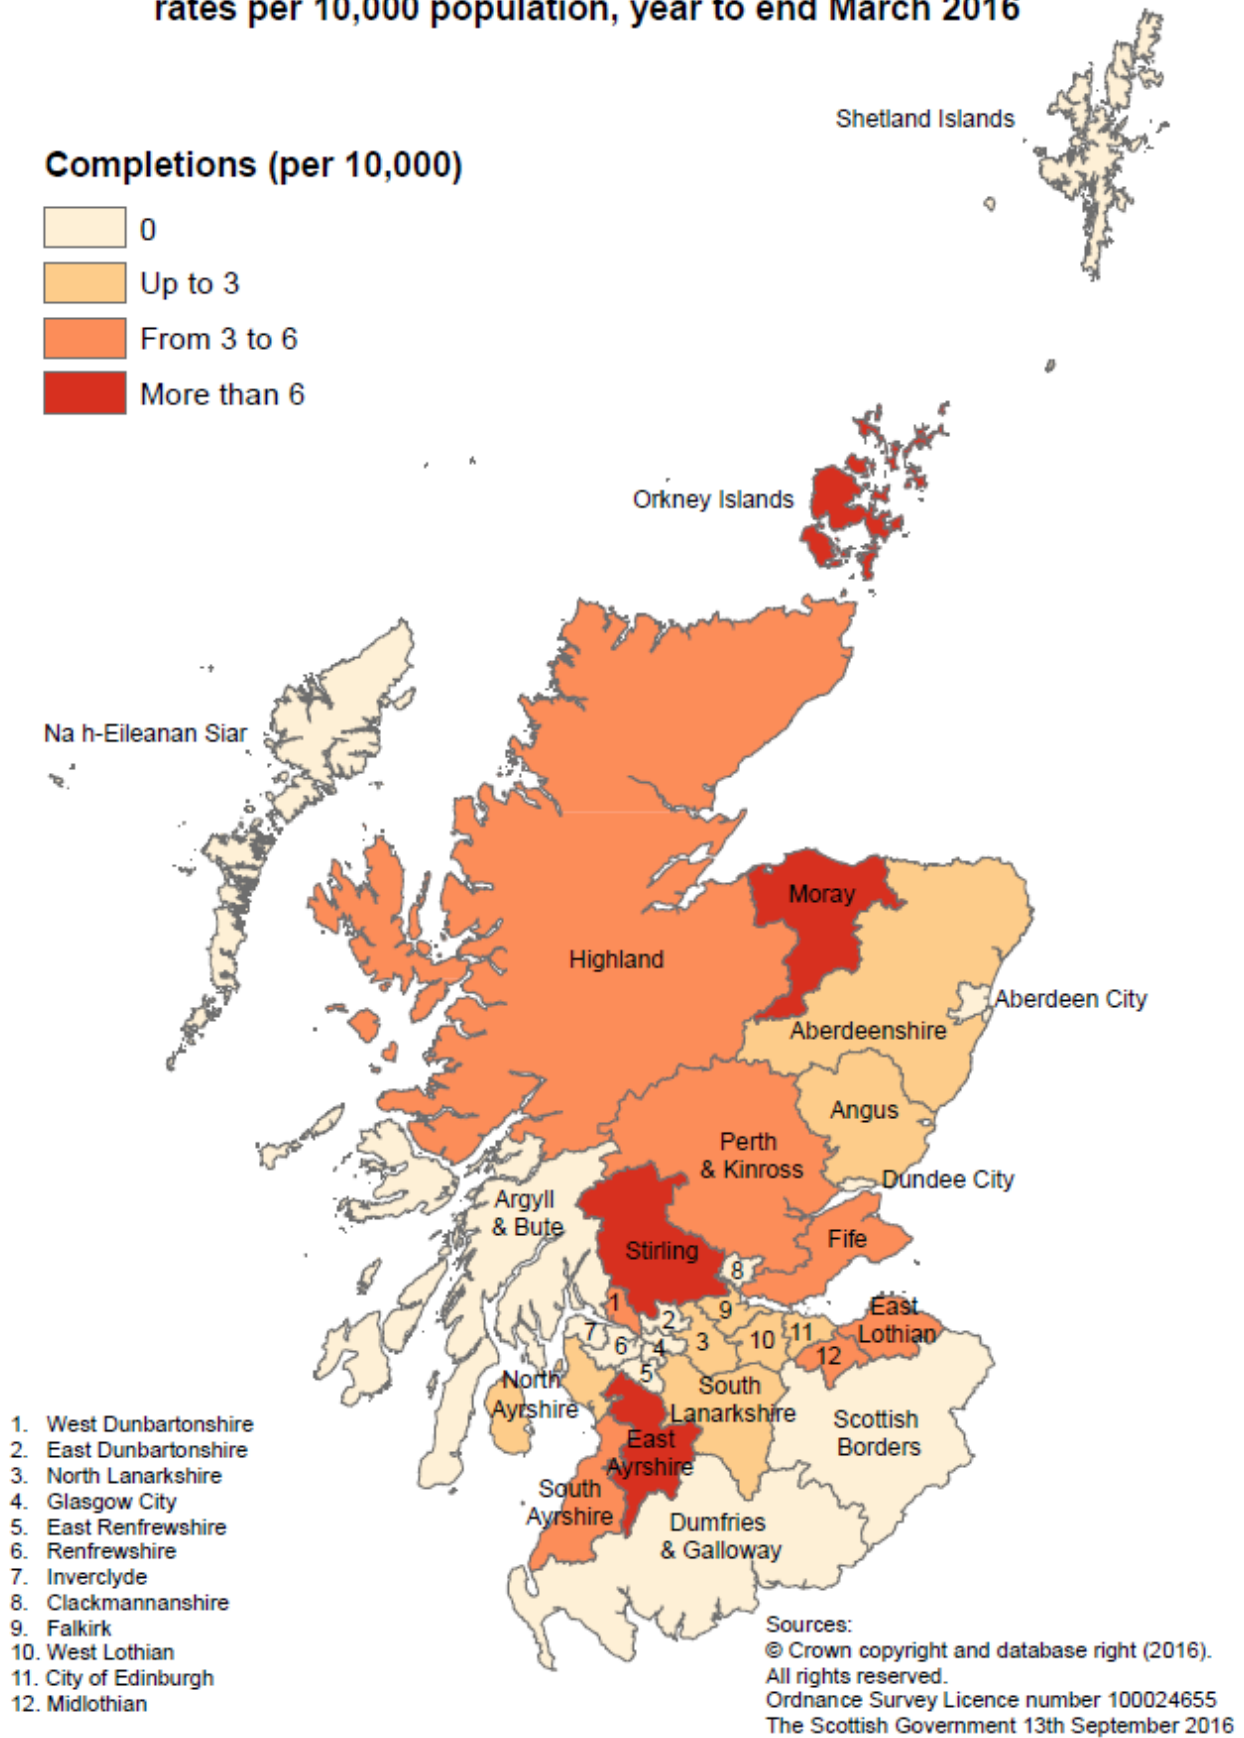 rates per 10,000 population, year to end March 2016
Shetland Islands
Completions (per 10,000)
0
Up to 3
From 3 to 6
More than 6
Orkney Islands
Na h-Eileanan Siar
Moray
Highland
Aberdeen City
Aberdeenshire
Angus
Perth
& Kinross
Dundee City
Argyll
& Bute
Fife
Stirling
8
1
9
East
Lothian
2
7
6
4
3
10
11
12
5
North
Ayrshire
South
Lanarkshire
Scottish
Borders
East
Ayrshire
South
Ayrshire
Dumfries
& Galloway
1. West Dunbartonshire
2. East Dunbartonshire
3. North Lanarkshire
4. Glasgow City
5. East Renfrewshire
6. Renfrewshire
7. Inverclyde
8. Clackmannanshire
9. Falkirk
10. West Lothian
11. City of Edinburgh
12. Midlothian
Sources:
© Crown copyright and database right (2016).
All rights reserved.
Ordnance Survey Licence number 100024655
The Scottish Government 13th September 2016